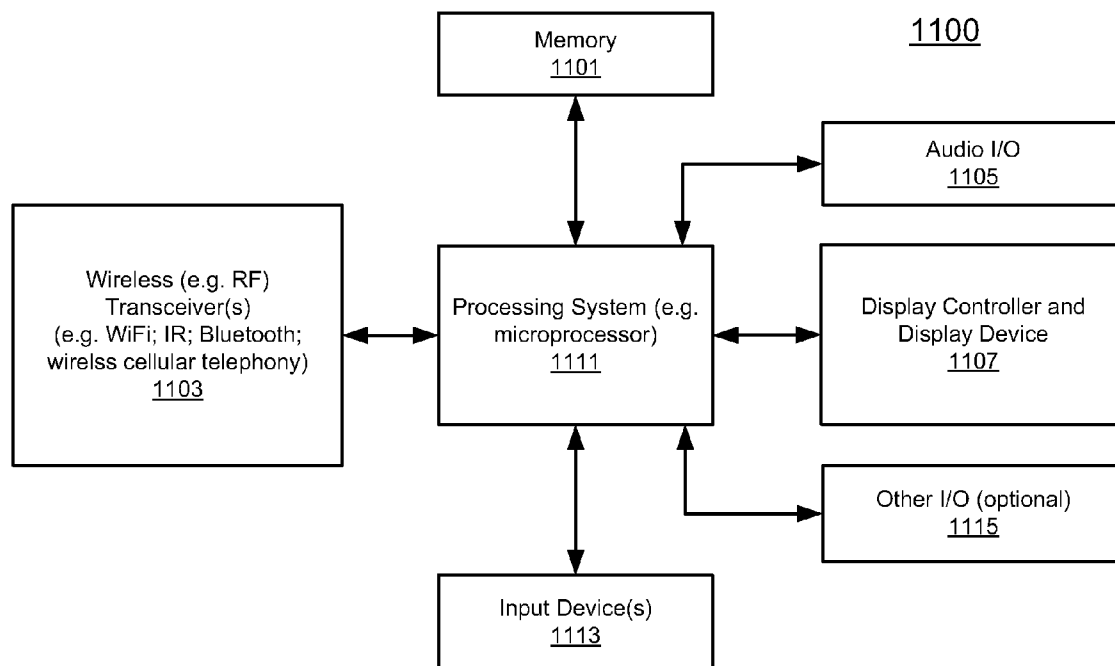 1100
Memory
1101
Audio I/O
1105
Wireless (e.g. RF)
Transceiver(s)
(e.g. WiFi; IR; Bluetooth;
wirelss cellular telephony)
1103
Processing System (e.g.
microprocessor)
1111
Display Controller and
Display Device
1107
Other I/O (optional)
1115
Input Device(s)
1113